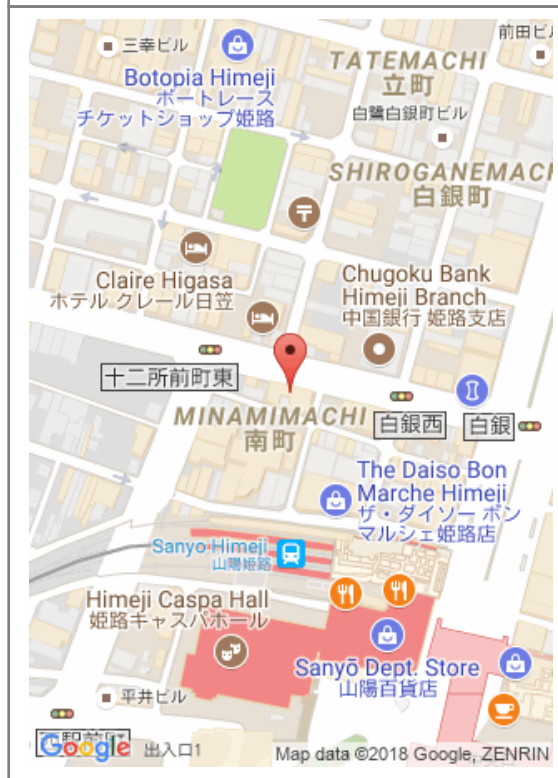 三幸ビル
前田ビル
Botopia Himeji
ボートレース
チケットショップ姫路
TATEMACHI
立町
白鷺白銀町ビル
SHIROGANEMACH
白銀町
〒
Claire Higasa
ホテル クレール日笠
Chugoku Bank
Himeji Branch
中国銀行 姫路支店
十二所前町東
MINAMIMACHI
南町
白銀西
白銀
The Daiso Bon
Marche Himeji
ザ・ダイソー ボン
マルシェ姫路店
Sanyo Himeji
山陽姫路
Himeji Caspa Hall
姫路キャスパホール
Sanyō Dept. Store
山陽百貨店
平井ビル
Google
出入口1
Map data ©2018 Google, ZENRIN